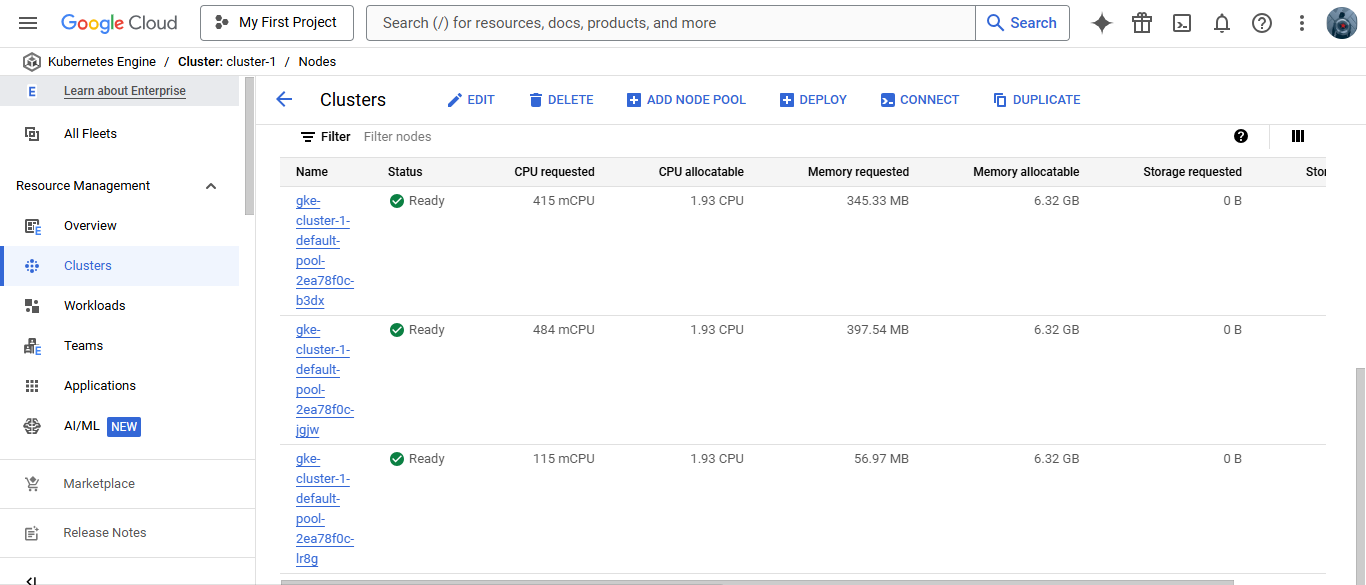 Google Cloud My First Project Search (/) for resources, docs, products, and more Search
Kubernetes Engine / Cluster: cluster-1 / Nodes
E Learn about Enterprise
All Fleets
Resource Management
Overview
Clusters
Workloads
Teams
Applications
AI/ML NEW
Marketplace
Release Notes
Clusters EDIT DELETE ADD NODE POOL DEPLOY CONNECT DUPLICATE
Filter Filter nodes
Name Status CPU requested CPU allocatable Memory requested Memory allocatable Storage requested
gke- Ready 415 mCPU 1.93 CPU 345.33 MB 6.32 GB 0 B
cluster-1-
default-
pool-
2ea78f0c-
b3dx
gke- Ready 484 mCPU 1.93 CPU 397.54 MB 6.32 GB 0 B
cluster-1-
default-
pool-
2ea78f0c-
jgjw
gke- Ready 115 mCPU 1.93 CPU 56.97 MB 6.32 GB 0 B
cluster-1-
default-
pool-
2ea78f0c-
lr8g